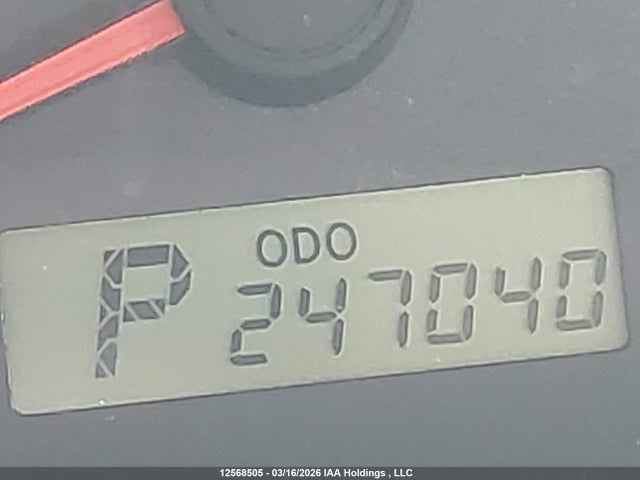 ODO
P 247040
12568505 - 03/16/2026 IAA Holdings , LLC